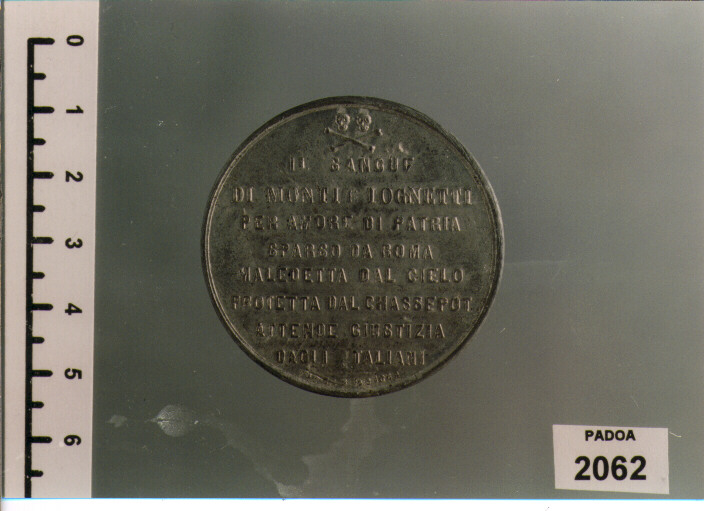 0
1
2
3
4
5
6
IL SANGUE
DI MONTI E TOGNETTI
PER AMORE DI PATRIA
SPARSO DA ROMA
MALEDETTA DAL CIELO
PROTETTA DAL CHASSEPOT
ATTENDE GIUSTIZIA
DAGLI ITALIANI
PADOA
2062